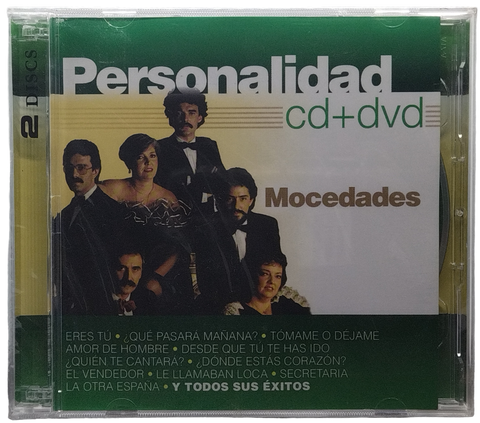 2 DISCS
Personalidad
cd+dvd
Mocedades
ERES TÚ • ¿QUÉ PASARÁ MAÑANA? • TÓMAME O DÉJAME
AMOR DE HOMBRE • DESDE QUE TÚ TE HAS IDO
¿QUIÉN TE CANTARÁ? • ¿DÓNDE ESTÁS CORAZÓN?
EL VENDEDOR • LE LLAMABAN LOCA • SECRETARIA
LA OTRA ESPAÑA • Y TODOS SUS ÉXITOS